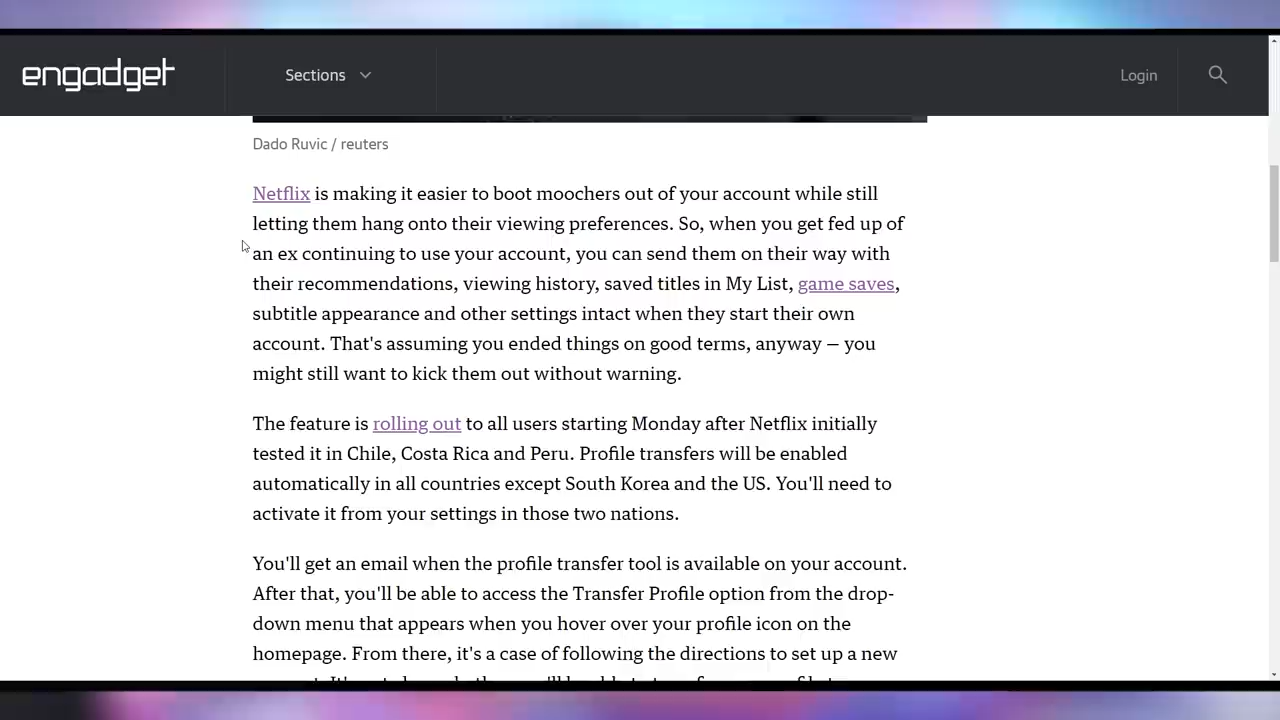 engadget
Sections
Login
Dado Ruvic / reuters
Netflix is making it easier to boot moochers out of your account while still
letting them hang onto their viewing preferences. So, when you get fed up of
an ex continuing to use your account, you can send them on their way with
their recommendations, viewing history, saved titles in My List, game saves,
subtitle appearance and other settings intact when they start their own
account. That's assuming you ended things on good terms, anyway — you
might still want to kick them out without warning.
The feature is rolling out to all users starting Monday after Netflix initially
tested it in Chile, Costa Rica and Peru. Profile transfers will be enabled
automatically in all countries except South Korea and the US. You'll need to
activate it from your settings in those two nations.
You'll get an email when the profile transfer tool is available on your account.
After that, you'll be able to access the Transfer Profile option from the drop-
down menu that appears when you hover over your profile icon on the
homepage. From there, it's a case of following the directions to set up a new